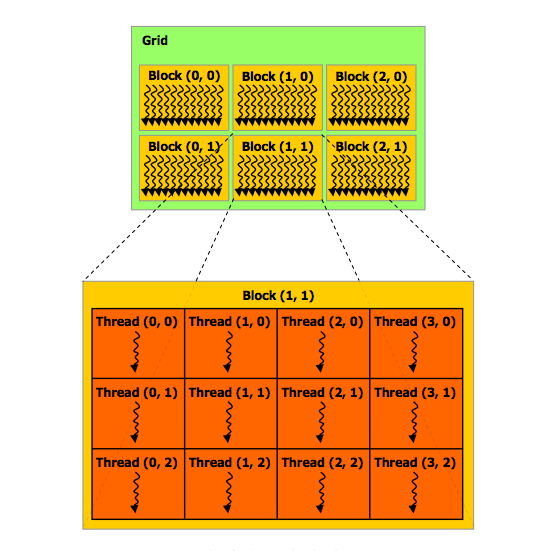 Grid
Block (0, 0) Block (1, 0) Block (2, 0)
Block (0, 1) Block (1, 1) Block (2, 1)
Block (1, 1)
Thread (0, 0) Thread (1, 0) Thread (2, 0) Thread (3, 0)
Thread (0, 1) Thread (1, 1) Thread (2, 1) Thread (3, 1)
Thread (0, 2) Thread (1, 2) Thread (2, 2) Thread (3, 2)